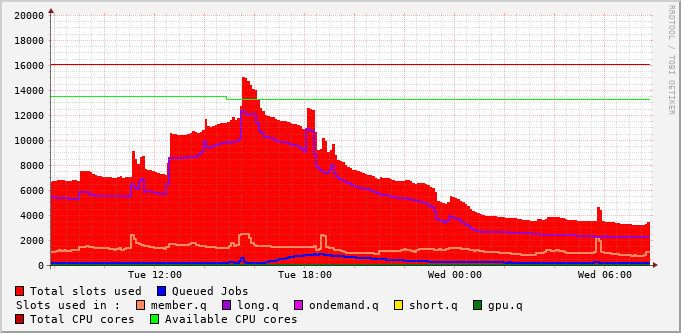 20000
18000
16000
14000
12000
10000
8000
6000
4000
2000
0
Tue 12:00 Tue 18:00 Wed 00:00 Wed 06:00
Total slots used Queued Jobs
Slots used in : member.q long.q ondemand.q short.q gpu.q
Total CPU cores Available CPU cores
RRDTOOL / TOBI OETIKER